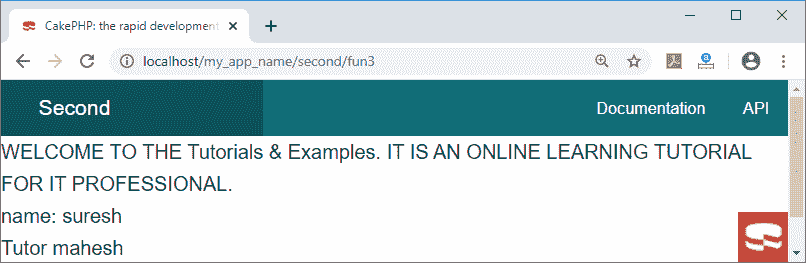 CakePHP: the rapid development
localhost/my_app_name/second/fun3
Second
Documentation API
WELCOME TO THE Tutorials & Examples. IT IS AN ONLINE LEARNING TUTORIAL
FOR IT PROFESSIONAL.
name: suresh
Tutor mahesh